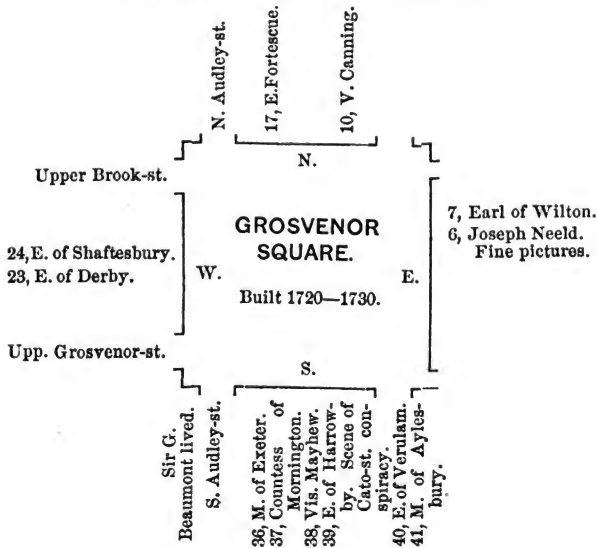 N. Audley-st.
17, E. Fortescue.
10, V. Canning.
N.
Upper Brook-st.
24, E. of Shaftesbury.
23, E. of Derby.
W.
GROSVENOR
SQUARE.
Built 1720—1730.
E.
7, Earl of Wilton.
6, Joseph Neeld.
Fine pictures.
Upp. Grosvenor-st.
S.
Sir G.
Beaumont lived.
S. Audley-st.
36, M. of Exeter.
37, Countess of
Mornington.
38, Vis. Mayhew.
39, E. of Harrow-
by. Scene of
Cato-st. con-
spiracy.
40, E. of Verulam.
41, M. of Ayles-
bury.